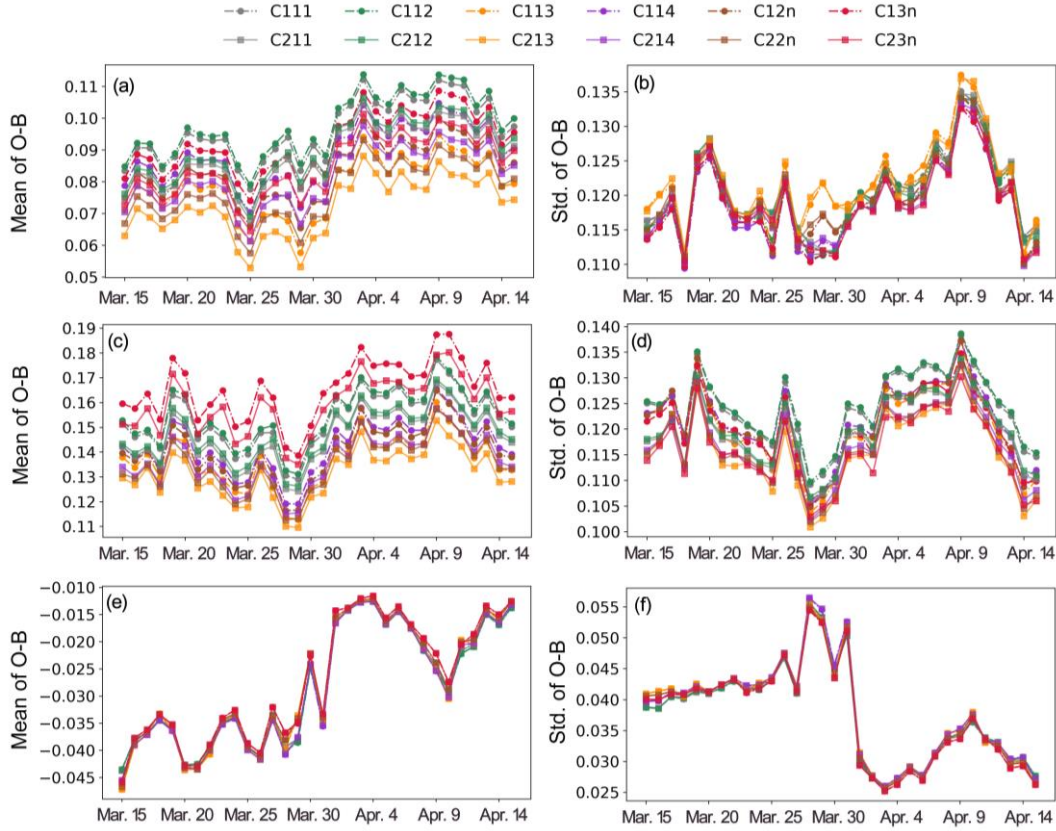 C111 C112 C113 C114 C12n C13n
C211 C212 C213 C214 C22n C23n
(a)
Mean of O-B
0.11
0.10
0.09
0.08
0.07
0.06
0.05
Mar. 15 Mar. 20 Mar. 25 Mar. 30 Apr. 4 Apr. 9 Apr. 14
(b)
Std. of O-B
0.135
0.130
0.125
0.120
0.115
0.110
Mar. 15 Mar. 20 Mar. 25 Mar. 30 Apr. 4 Apr. 9 Apr. 14
(c)
Mean of O-B
0.19
0.18
0.17
0.16
0.15
0.14
0.13
0.12
0.11
Mar. 15 Mar. 20 Mar. 25 Mar. 30 Apr. 4 Apr. 9 Apr. 14
(d)
Std. of O-B
0.140
0.135
0.130
0.125
0.120
0.115
0.110
0.105
0.100
Mar. 15 Mar. 20 Mar. 25 Mar. 30 Apr. 4 Apr. 9 Apr. 14
(e)
Mean of O-B
−0.010
−0.015
−0.020
−0.025
−0.030
−0.035
−0.040
−0.045
Mar. 15 Mar. 20 Mar. 25 Mar. 30 Apr. 4 Apr. 9 Apr. 14
(f)
Std. of O-B
0.055
0.050
0.045
0.040
0.035
0.030
0.025
Mar. 15 Mar. 20 Mar. 25 Mar. 30 Apr. 4 Apr. 9 Apr. 14